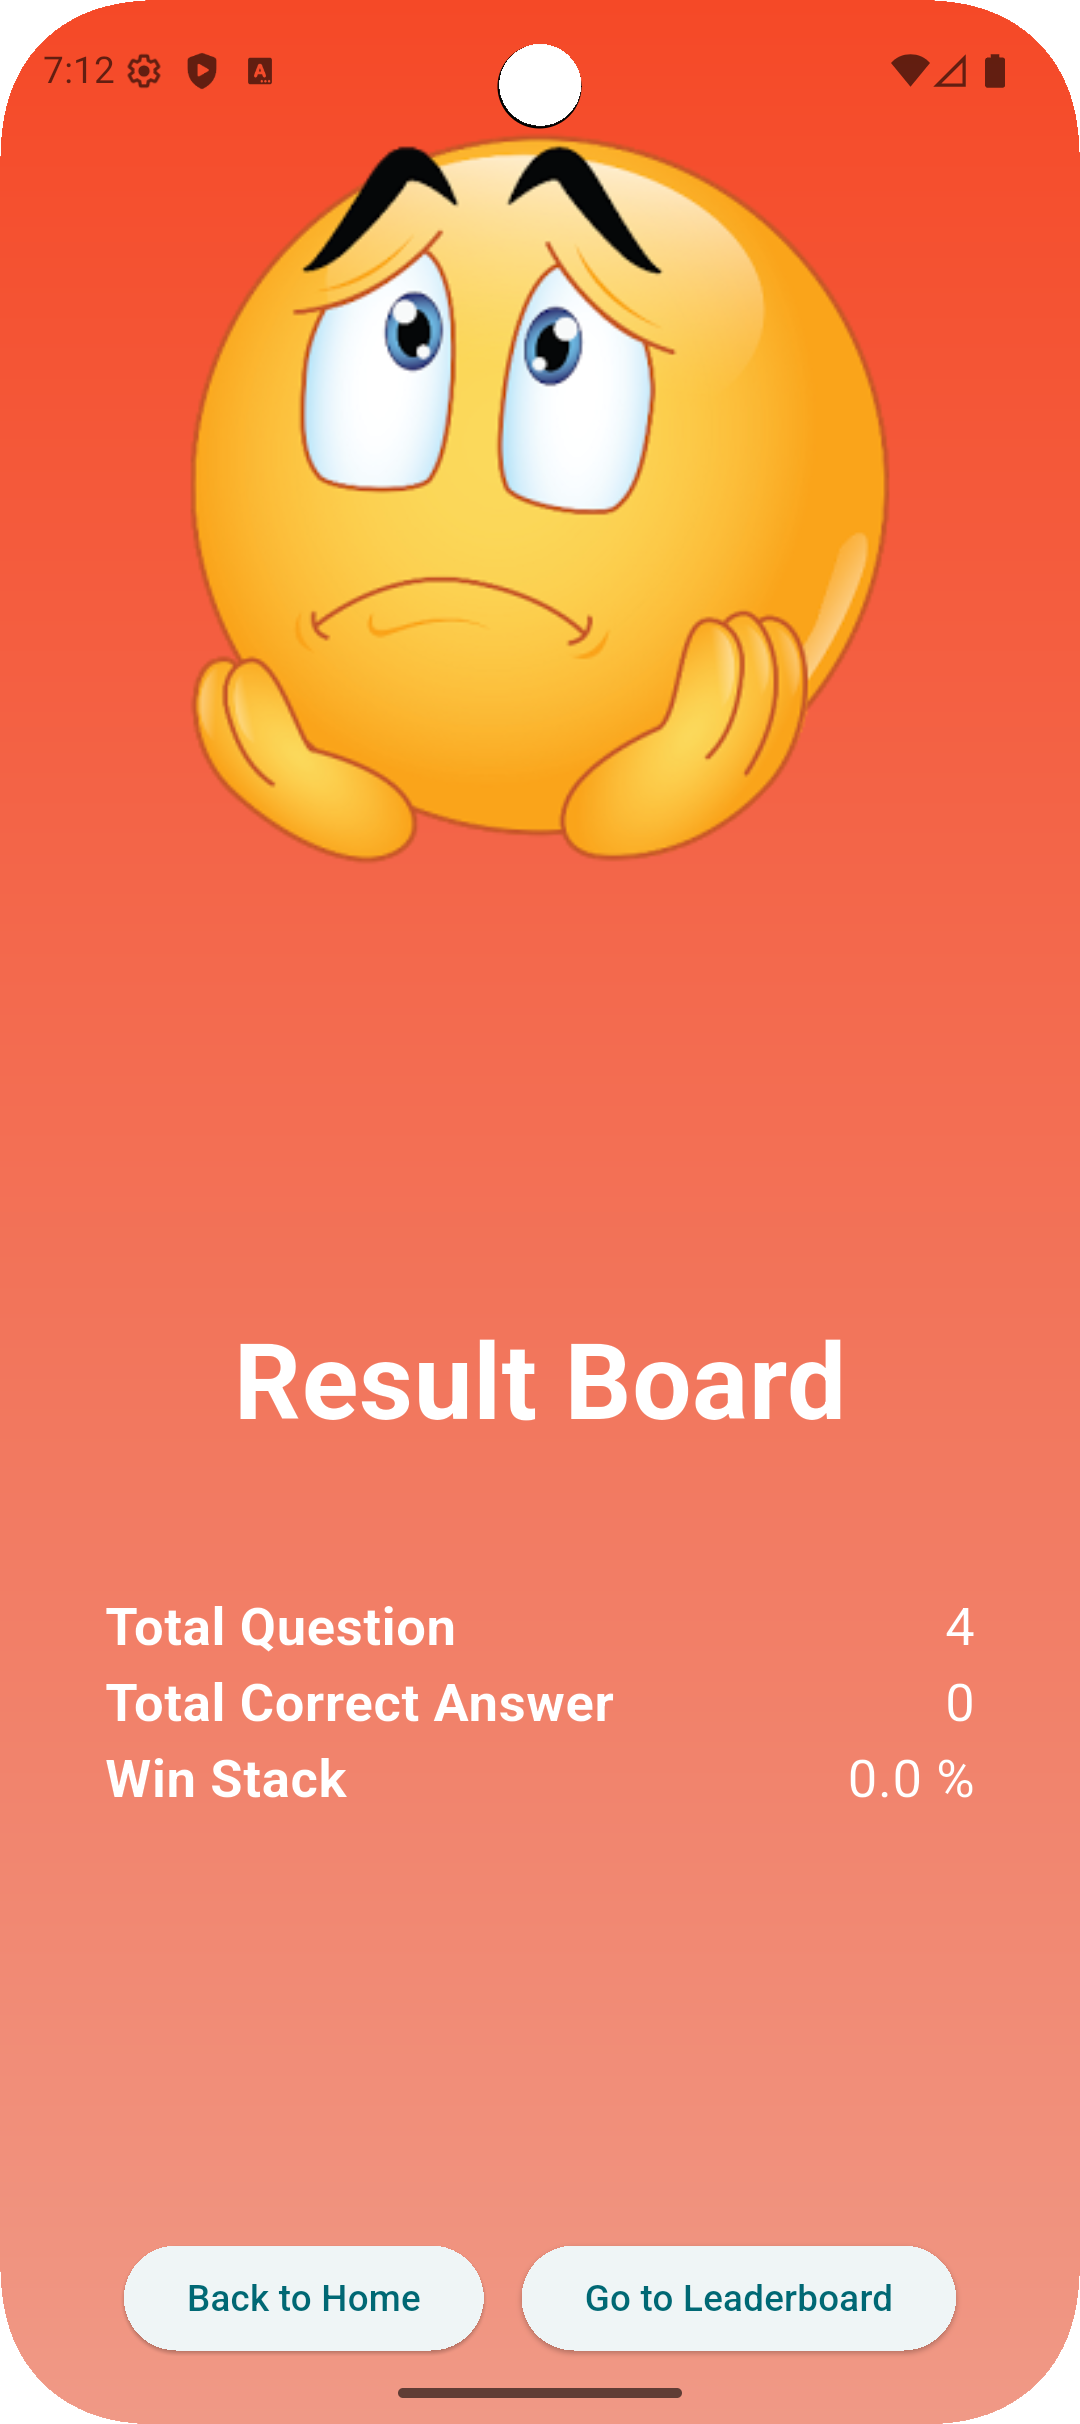 7:12
Result Board
Total Question 4
Total Correct Answer 0
Win Stack 0.0 %
Back to Home Go to Leaderboard